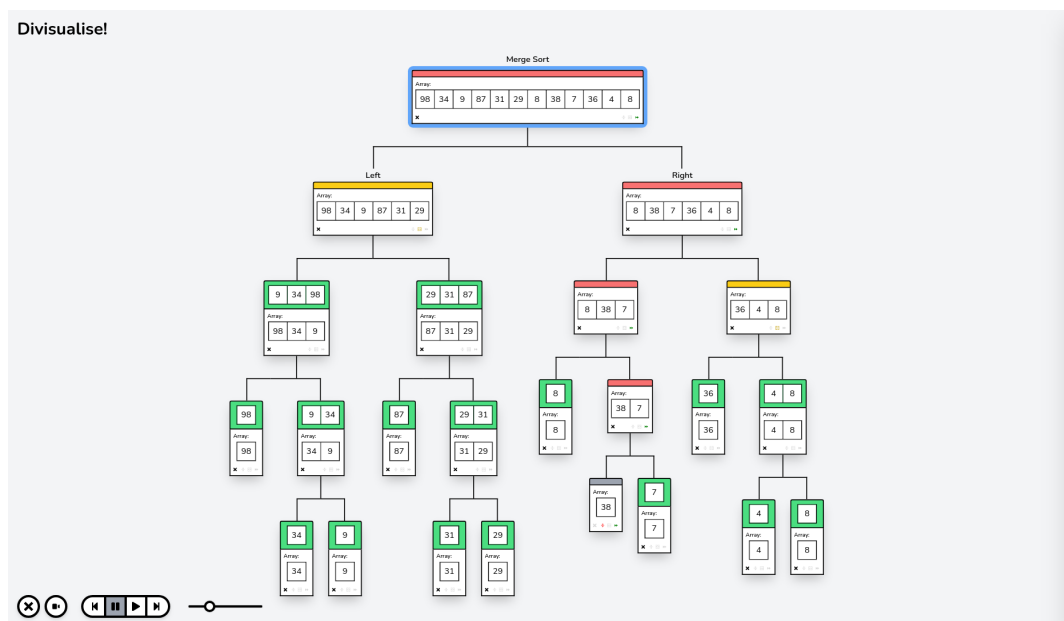 Divisualise!
Merge Sort
Array:
98 34 9 87 31 29 8 38 7 36 4 8
Left
Right
Array:
98 34 9 87 31 29
Array:
8 38 7 36 4 8
9 34 98
Array:
98 34 9
29 31 87
Array:
87 31 29
Array:
8 38 7
Array:
36 4 8
98
Array:
98
9 34
Array:
34 9
87
Array:
87
29 31
Array:
31 29
8
Array:
8
Array:
38 7
36
Array:
36
4 8
Array:
4 8
34
Array:
34
9
Array:
9
31
Array:
31
29
Array:
29
Array:
38
7
Array:
7
4
Array:
4
8
Array:
8